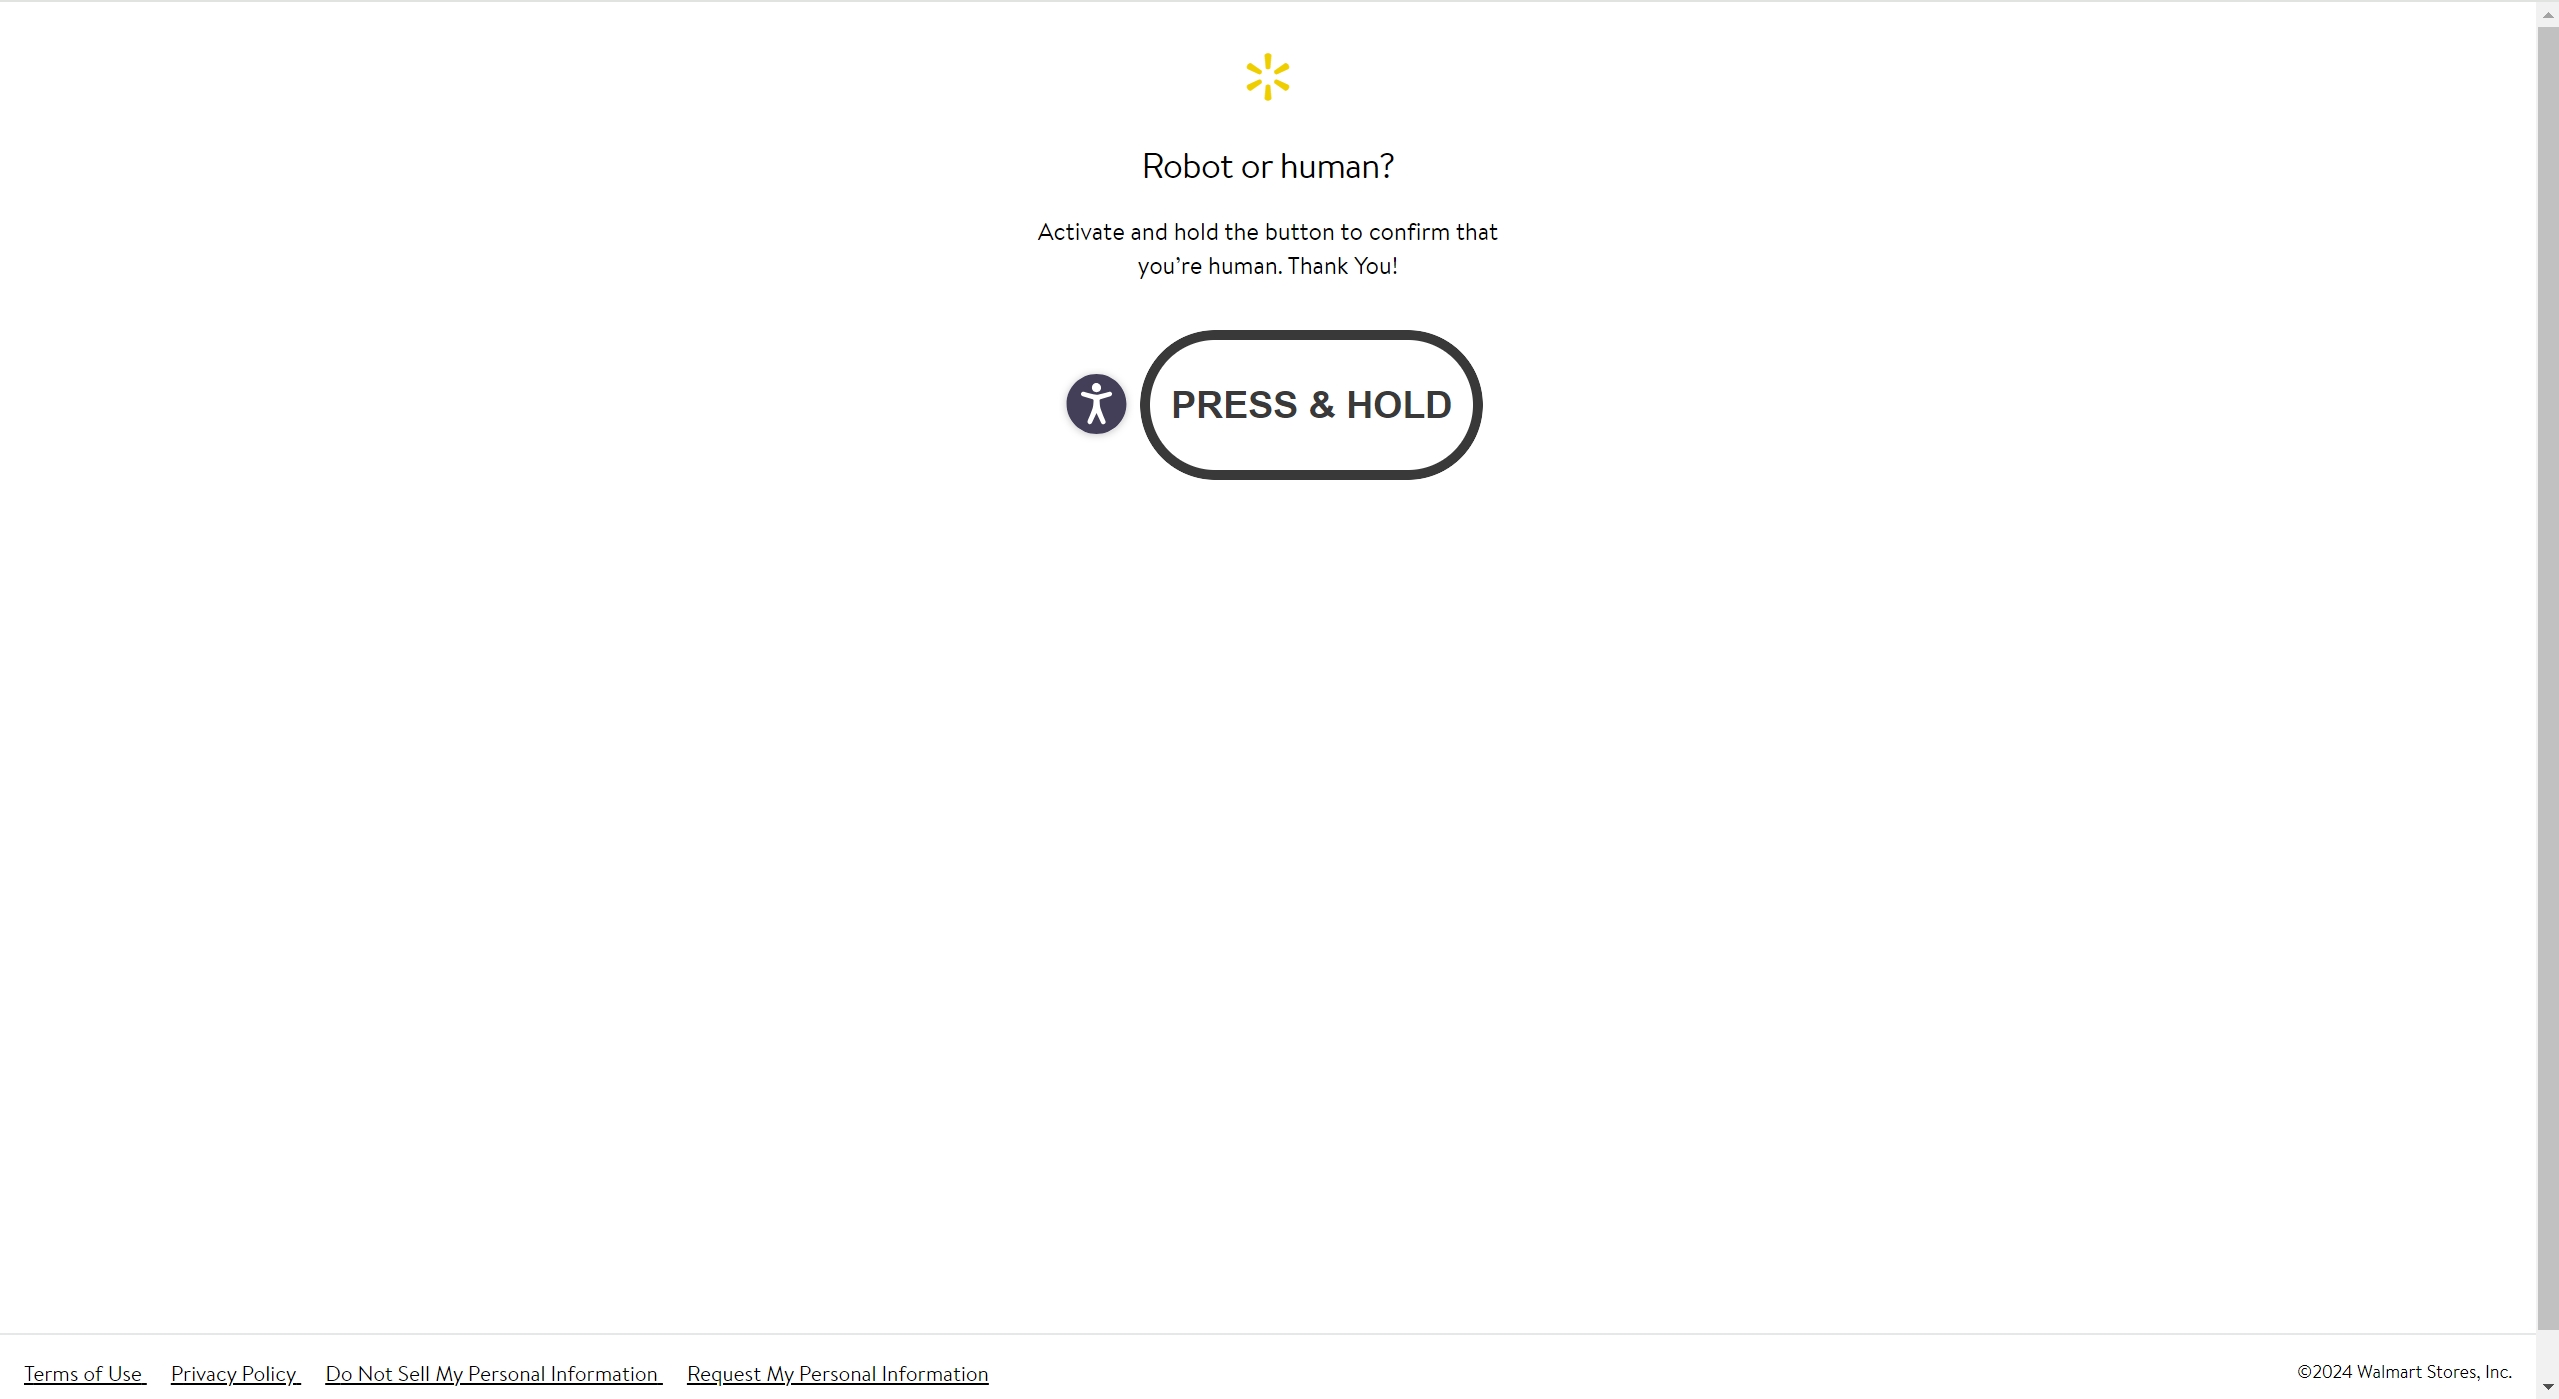 Robot or human?
Activate and hold the button to confirm that
you’re human. Thank You!
PRESS & HOLD
Terms of Use Privacy Policy Do Not Sell My Personal Information Request My Personal Information
©2024 Walmart Stores, Inc.